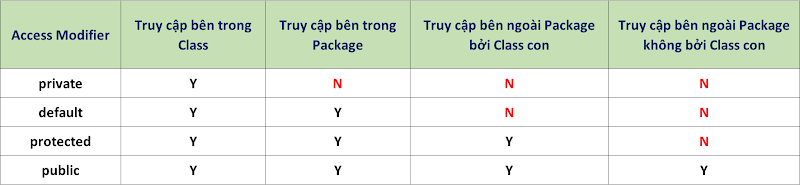 Access Modifier
Truy cập bên trong
Class
Truy cập bên trong
Package
Truy cập bên ngoài Package
bởi Class con
Truy cập bên ngoài Package
không bởi Class con
private Y N N N
default Y Y N N
protected Y Y Y N
public Y Y Y Y